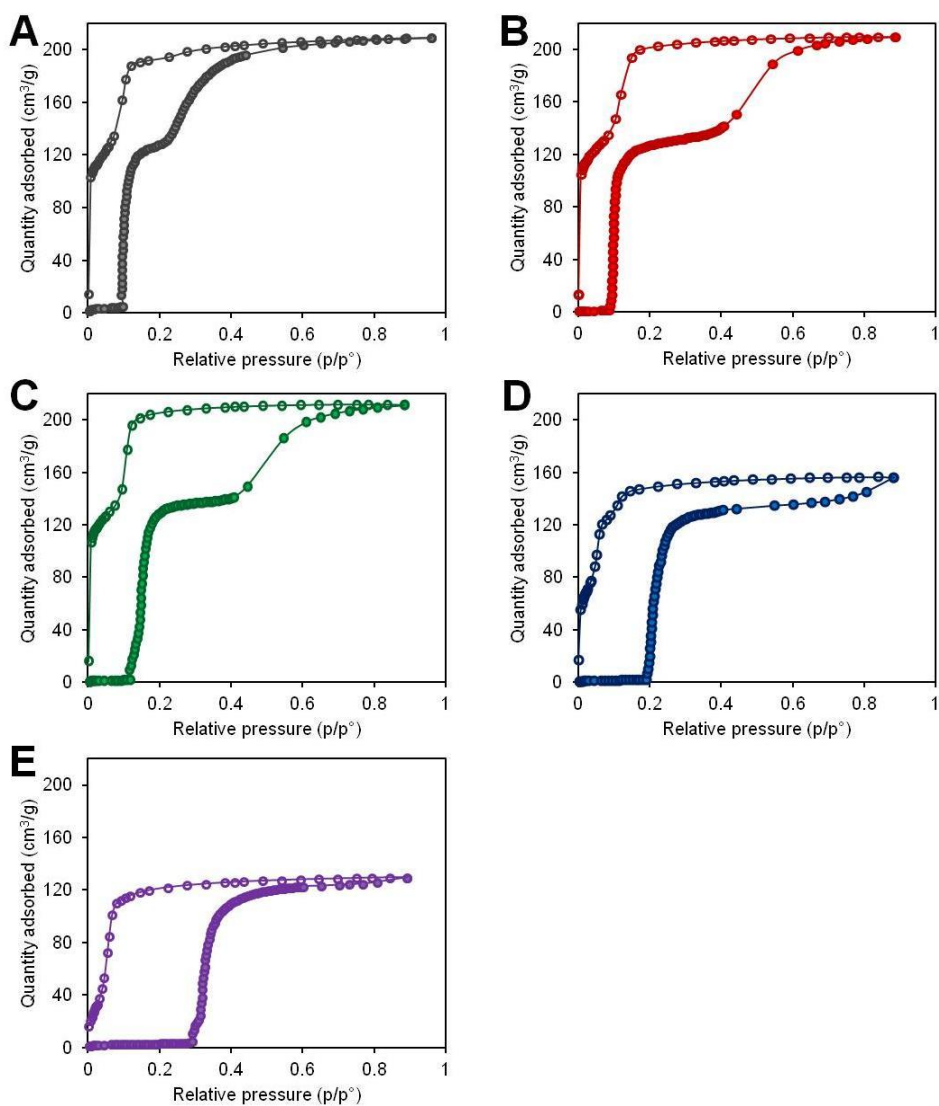 A
Quantity adsorbed (cm³/g)
200
160
120
80
40
0
0 0.2 0.4 0.6 0.8 1
Relative pressure (p/p°)
B
Quantity adsorbed (cm³/g)
200
160
120
80
40
0
0 0.2 0.4 0.6 0.8 1
Relative pressure (p/p°)
C
Quantity adsorbed (cm³/g)
200
160
120
80
40
0
0 0.2 0.4 0.6 0.8 1
Relative pressure (p/p°)
D
Quantity adsorbed (cm³/g)
200
160
120
80
40
0
0 0.2 0.4 0.6 0.8 1
Relative pressure (p/p°)
E
Quantity adsorbed (cm³/g)
200
160
120
80
40
0
0 0.2 0.4 0.6 0.8 1
Relative pressure (p/p°)